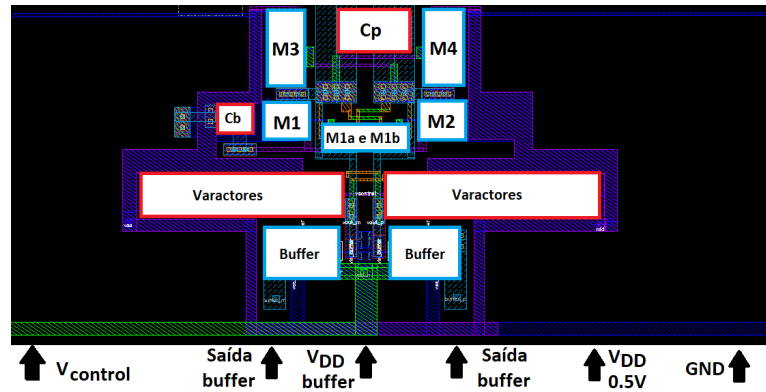 M3
Cp
M4
Cb
M1
M1a e M1b
M2
Varactores
Varactores
vcontrol
Buffer
Buffer
Vcontrol
Saída
buffer
VDD
buffer
Saída
buffer
VDD
0.5V
GND